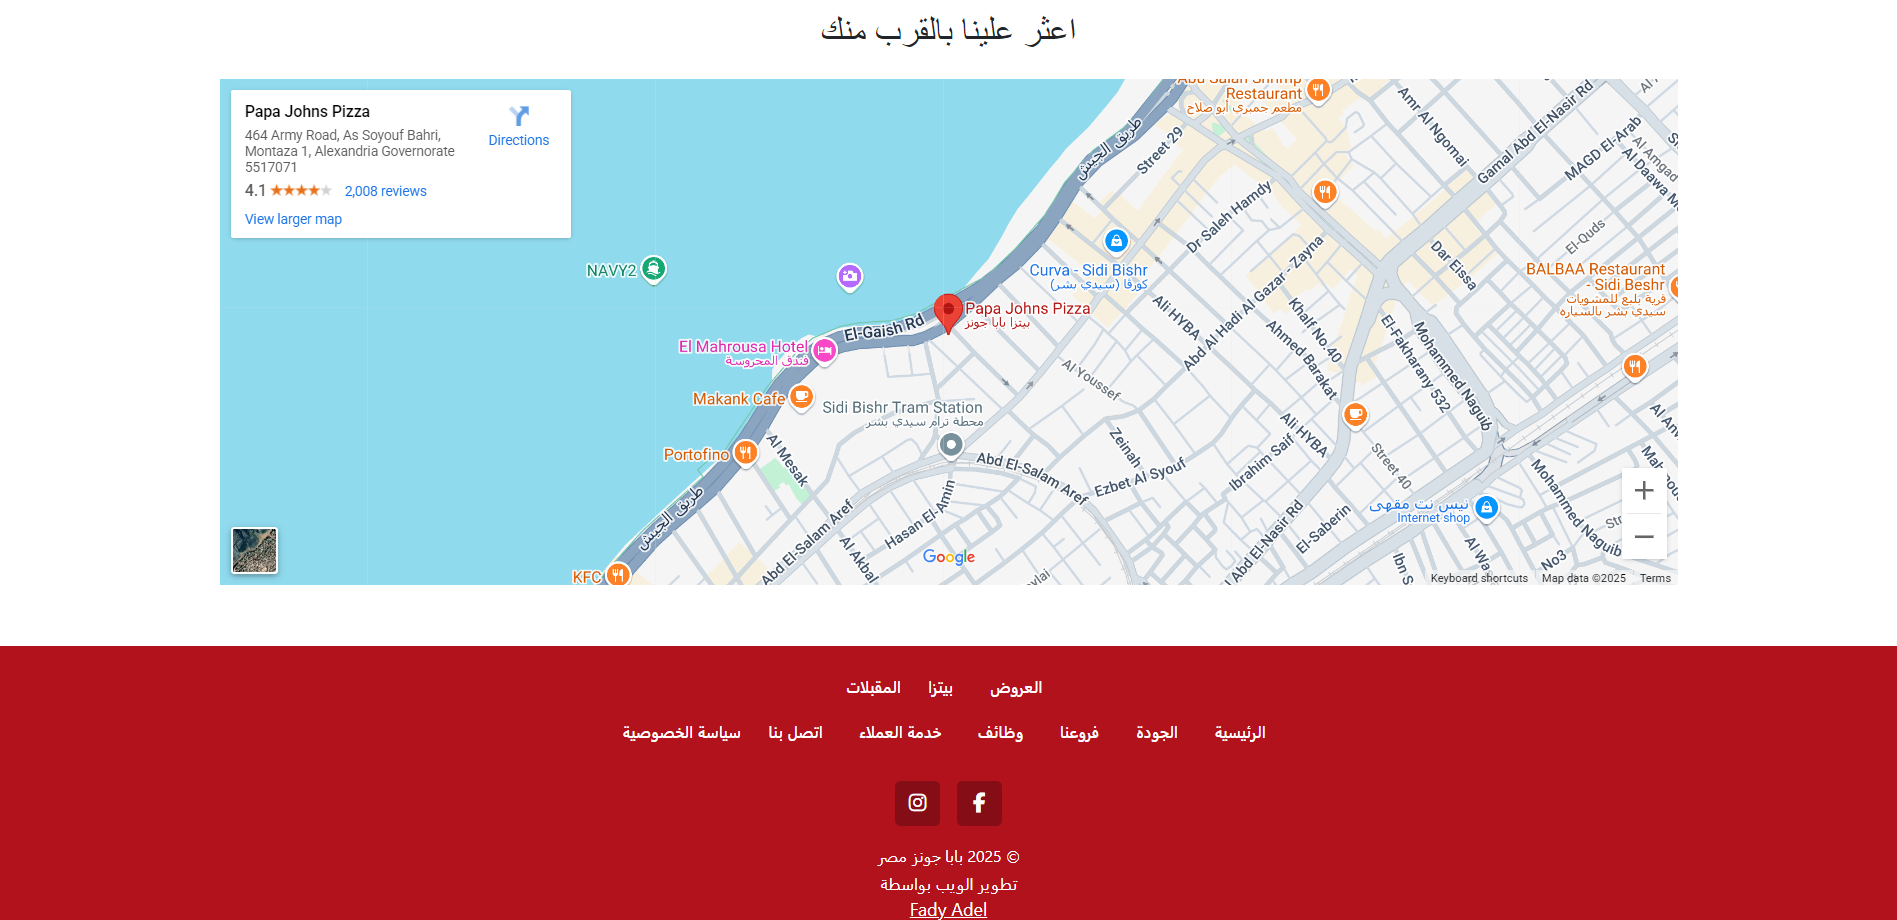 اعثر علينا بالقرب منك
Papa Johns Pizza
464 Army Road, As Soyouf Bahri,
Montaza 1, Alexandria Governorate
5517071
4.1
2,008 reviews
View larger map
Directions
Restaurant
مطعم جمبري أبو صلاح
Street 29
طريق الجيش
Amr Al Ngomai
Gamal Abd El-Nasir Rd
MAGD El-Arab
Al Amgad
Al Daawa
Dr Saleh Hamdy
El-Quds
Dar Eissa
NAVY2
Curva - Sidi Bishr
كورڤا (سيدي بشر)
BALBAA Restaurant
- Sidi Beshr
قرية بلبع للمشويات
سيدي بشر بالسيارة
Abd Al Hadi Al Gazar - Zayna
Ali HYBA
Khalf No.40
Papa Johns Pizza
بيتزا بابا جونز
El-Gaish Rd
El Mahrousa Hotel
فندق المحروسة
Ahmed Barakat
El-Fakharany 532
Mohammed Naguib
Al Youssef
Makank Cafe
Sidi Bishr Tram Station
محطة ترام سيدي بشر
Portofino
Al Mesak
Zeinah
Ali HYBA
Ibrahim Saif
Street 40
Abd El-Salam Aref
Ezbet Al Syouf
طريق الجيش
Abd El-Salam Aref
Hasan El-Amin
Al Akbal
Abd El-Nasir Rd
El-Saberin
نيس نت مقهى
Internet shop
Mohammed Naguib
No3
Ibn S
Al Wa
KFC
Google
Keyboard shortcuts
Map data ©2025
Terms
العروض
بيتزا
المقبلات
الرئيسية
الجودة
فروعنا
وظائف
خدمة العملاء
اتصل بنا
سياسة الخصوصية
© 2025 بابا جونز مصر
تطوير الويب بواسطة
Fady Adel